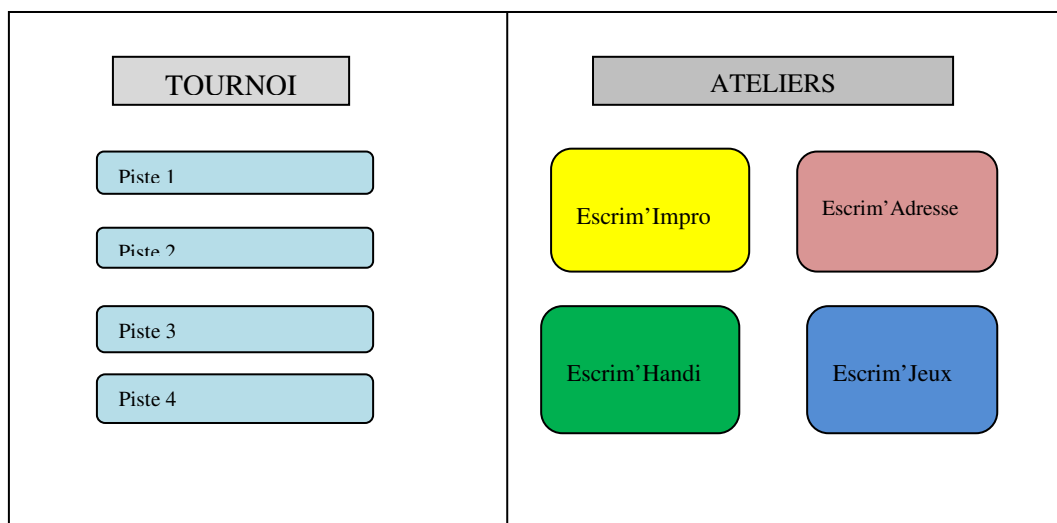 TOURNOI
Piste 1
Piste 2
Piste 3
Piste 4
ATELIERS
Escrim’Impro
Escrim’Adresse
Escrim’Handi
Escrim’Jeux